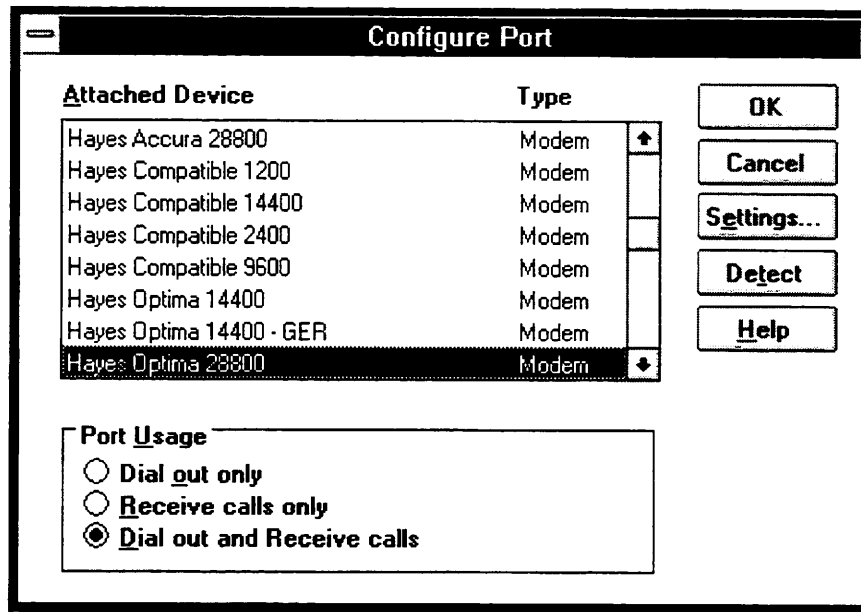 Configure Port
Attached Device Type
Hayes Accura 28800 Modem
Hayes Compatible 1200 Modem
Hayes Compatible 14400 Modem
Hayes Compatible 2400 Modem
Hayes Compatible 9600 Modem
Hayes Optima 14400 Modem
Hayes Optima 14400 - GER Modem
Hayes Optima 28800 Modem
OK
Cancel
Settings...
Detect
Help
Port Usage
Dial out only
Receive calls only
Dial out and Receive calls